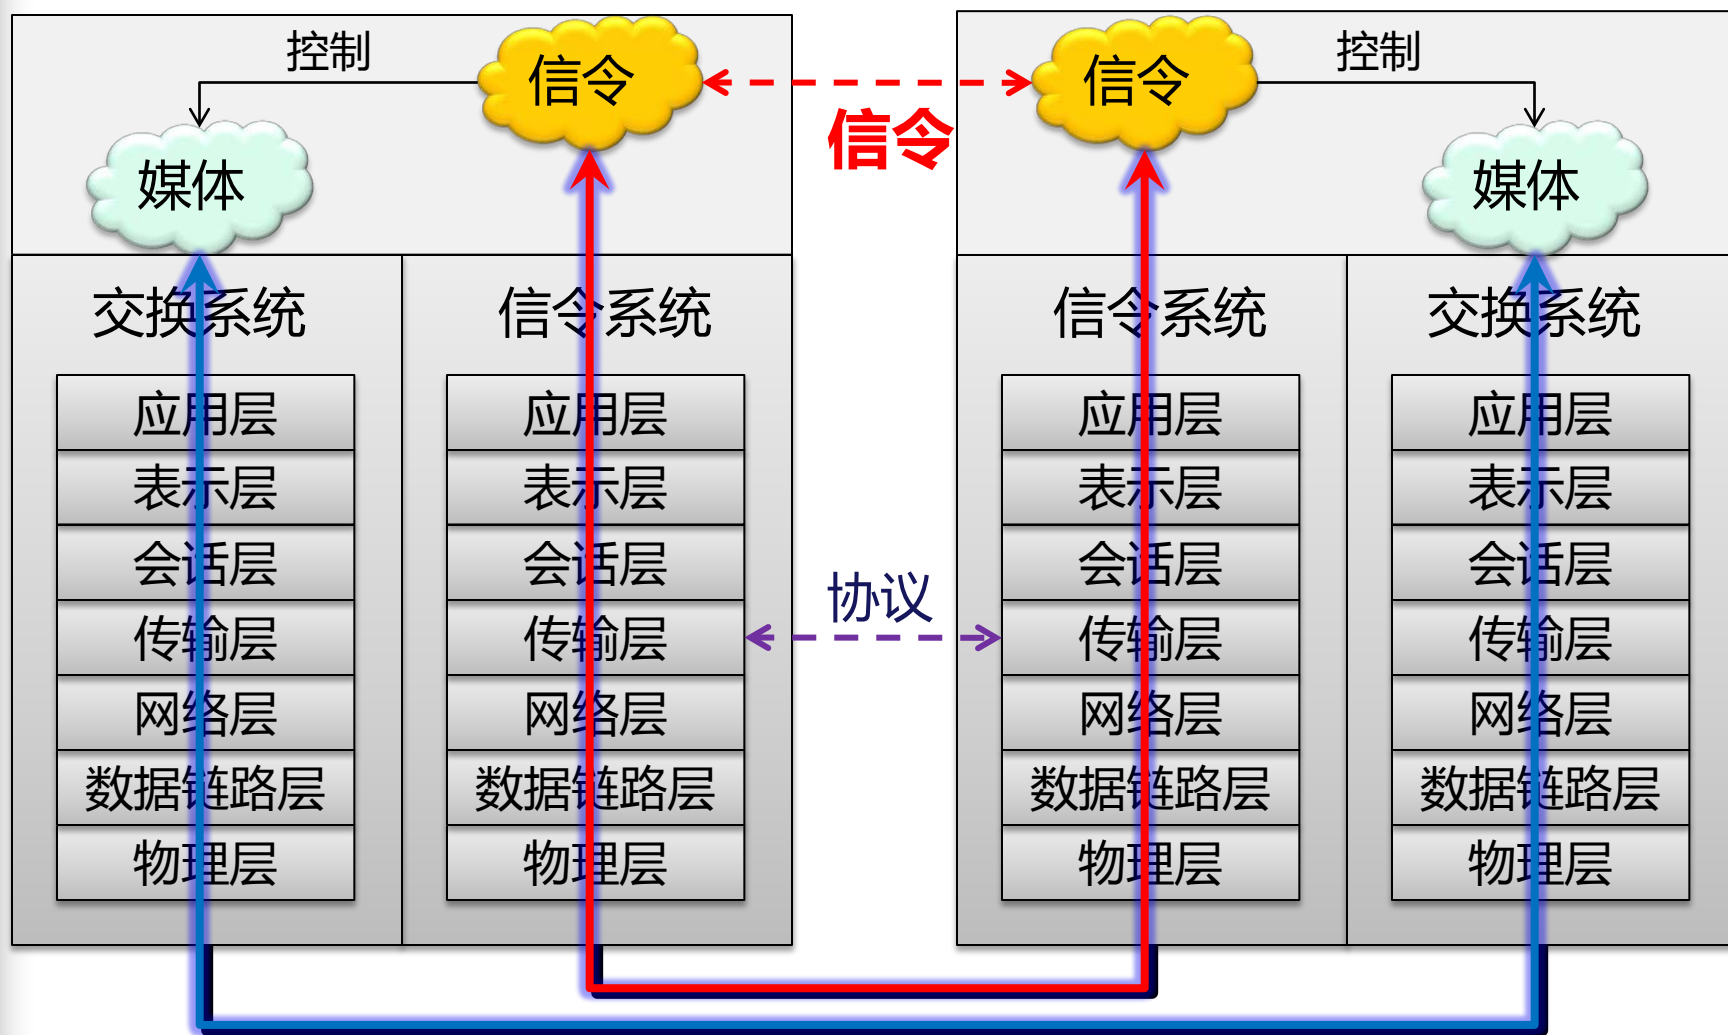 控制
信令
信令
控制
信令
媒体
媒体
交换系统
信令系统
信令系统
交换系统
应用层
应用层
应用层
应用层
表示层
表示层
表示层
表示层
会话层
会话层
会话层
会话层
协议
传输层
传输层
传输层
传输层
网络层
网络层
网络层
网络层
数据链路层
数据链路层
数据链路层
数据链路层
物理层
物理层
物理层
物理层